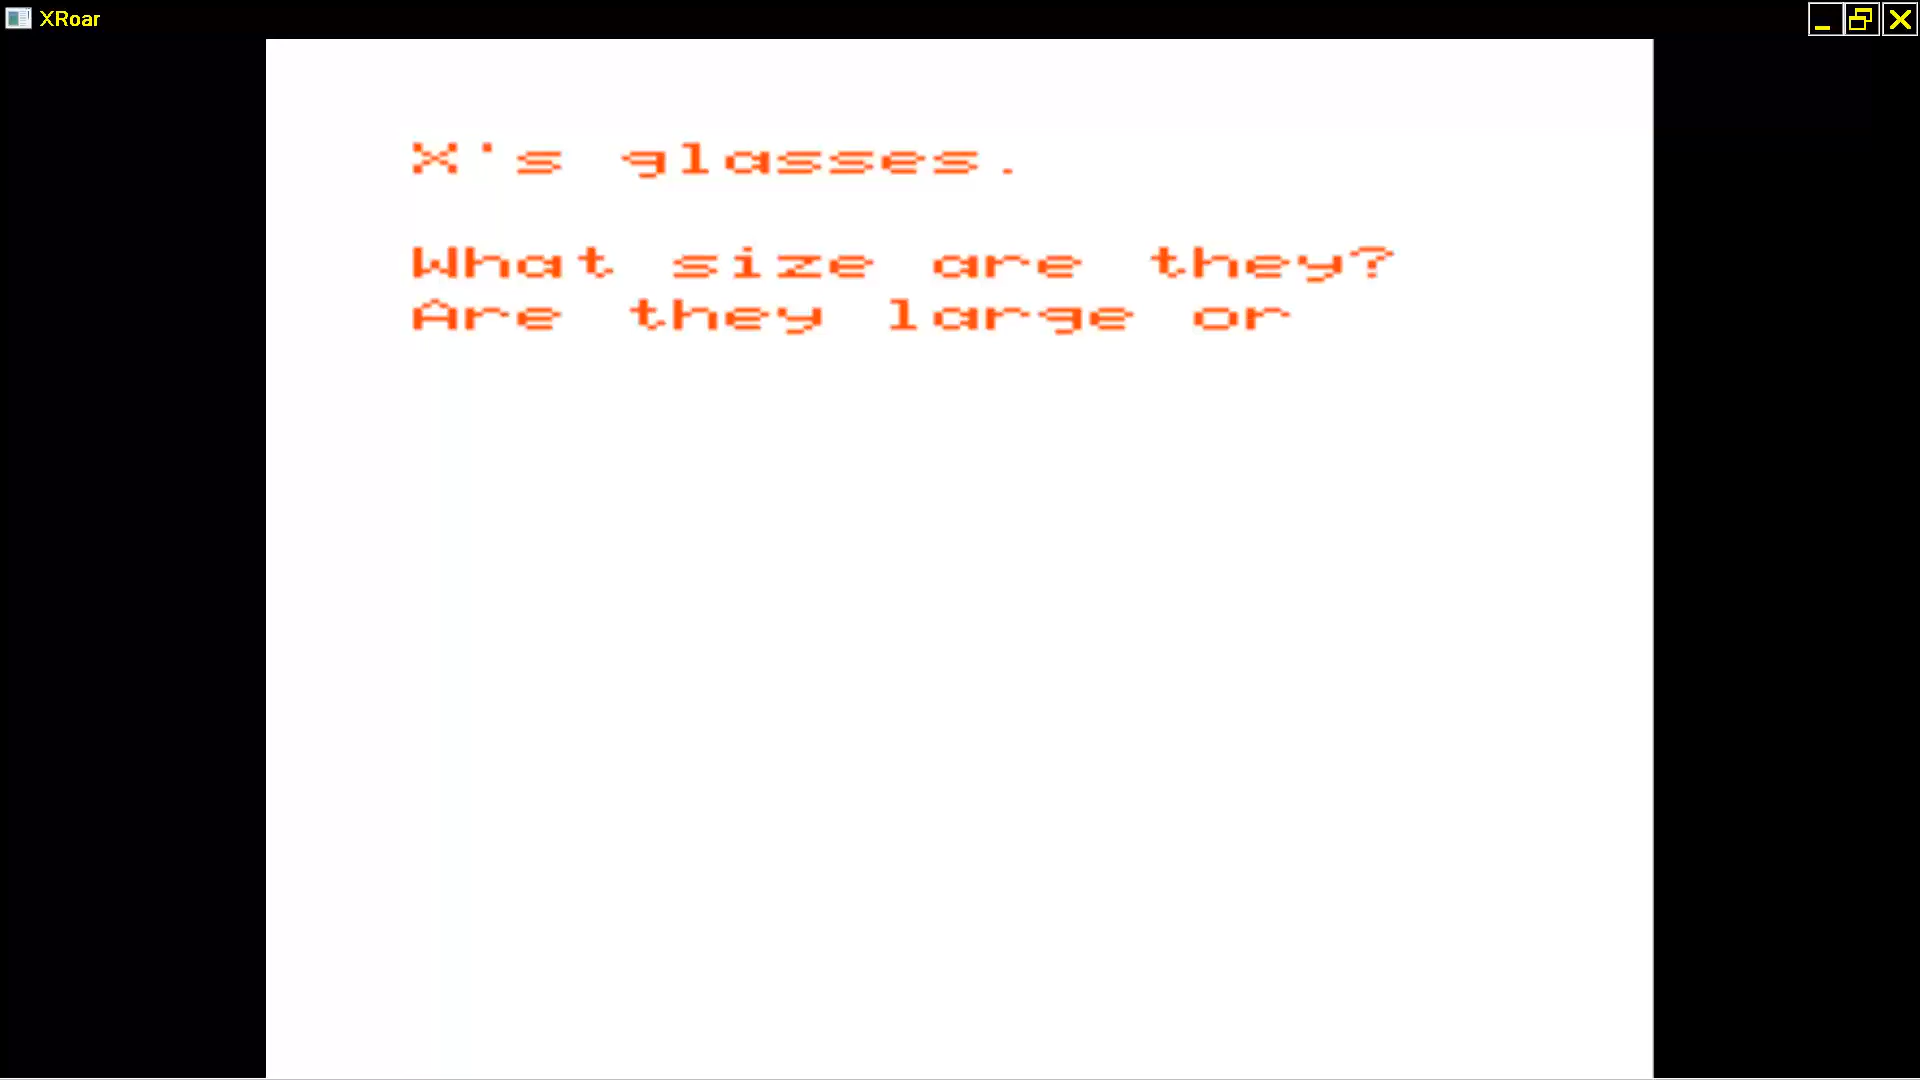 XRoar
X's glasses.
What size are they?
Are they large or